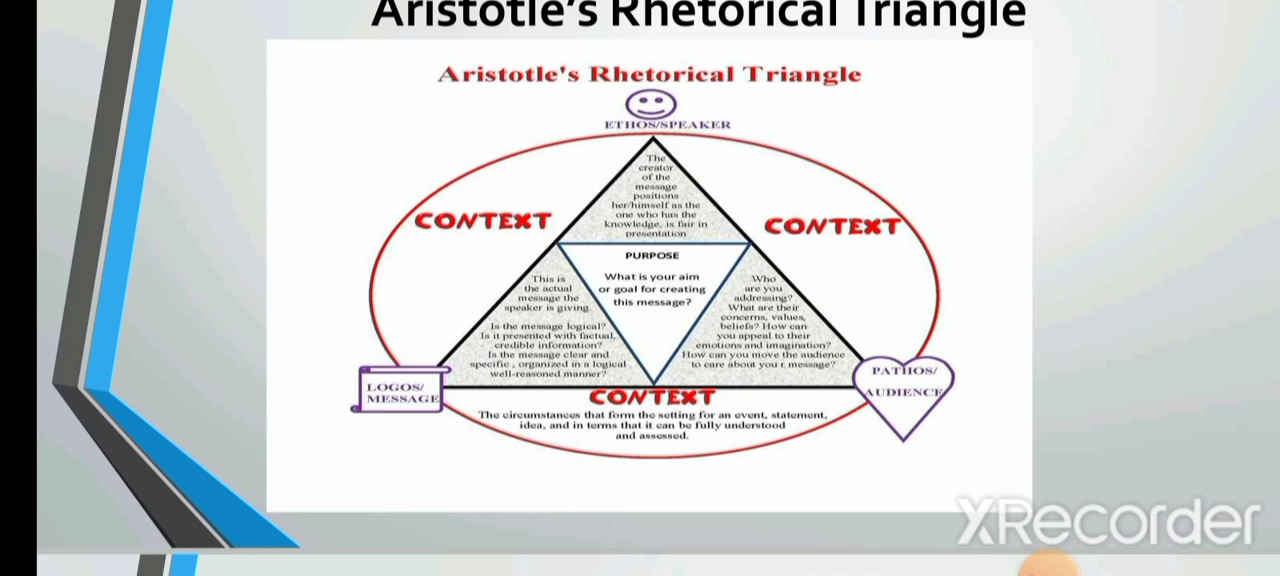 Aristotle's Rhetorical Triangle
Aristotle's Rhetorical Triangle
ETHOS/SPEAKER
The
creator
of the
message
positions
her/himself as the
one who has the
knowledge, is fair in
presentation
CONTEXT
CONTEXT
PURPOSE
What is your aim
or goal for creating
this message?
This is
the actual
message the
speaker is giving.
Is the message logical?
Is it presented with factual,
credible information?
Is the message clear and
specific , organized in a logical
well-reasoned manner?
Who
are you
addressing?
What are their
concerns, values,
beliefs? How can
you appeal to their
emotions and imagination?
How can you move the audience
to care about you r message?
LOGOS/
MESSAGE
PATHOS/
AUDIENCE
CONTEXT
The circumstances that form the setting for an event, statement,
idea, and in terms that it can be fully understood
and assessed.
XRecorder